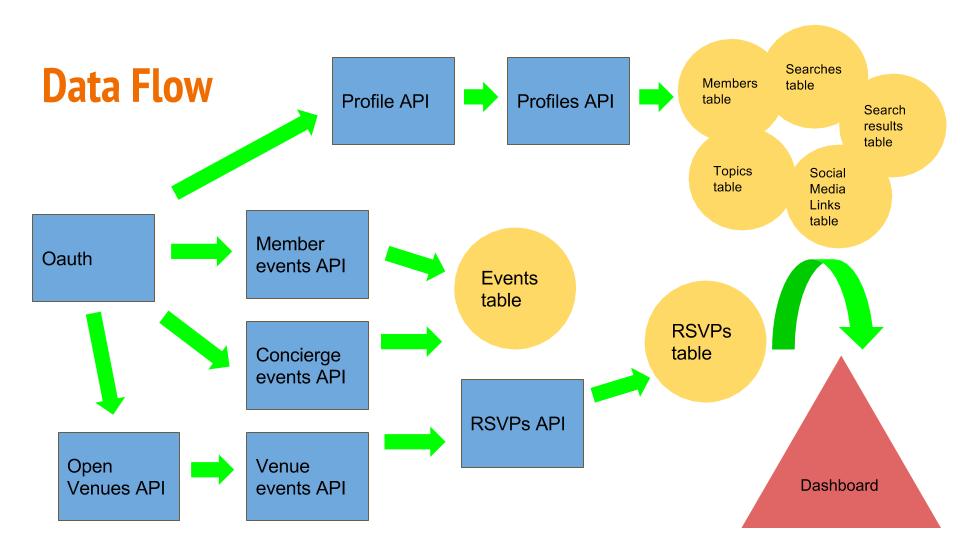 Data Flow
Profile API
Profiles API
Members
table
Searches
table
Search
results
table
Topics
table
Social
Media
Links
table
Oauth
Member
events API
Events
table
Concierge
events API
RSVPs
table
RSVPs API
Open
Venues API
Venue
events API
Dashboard